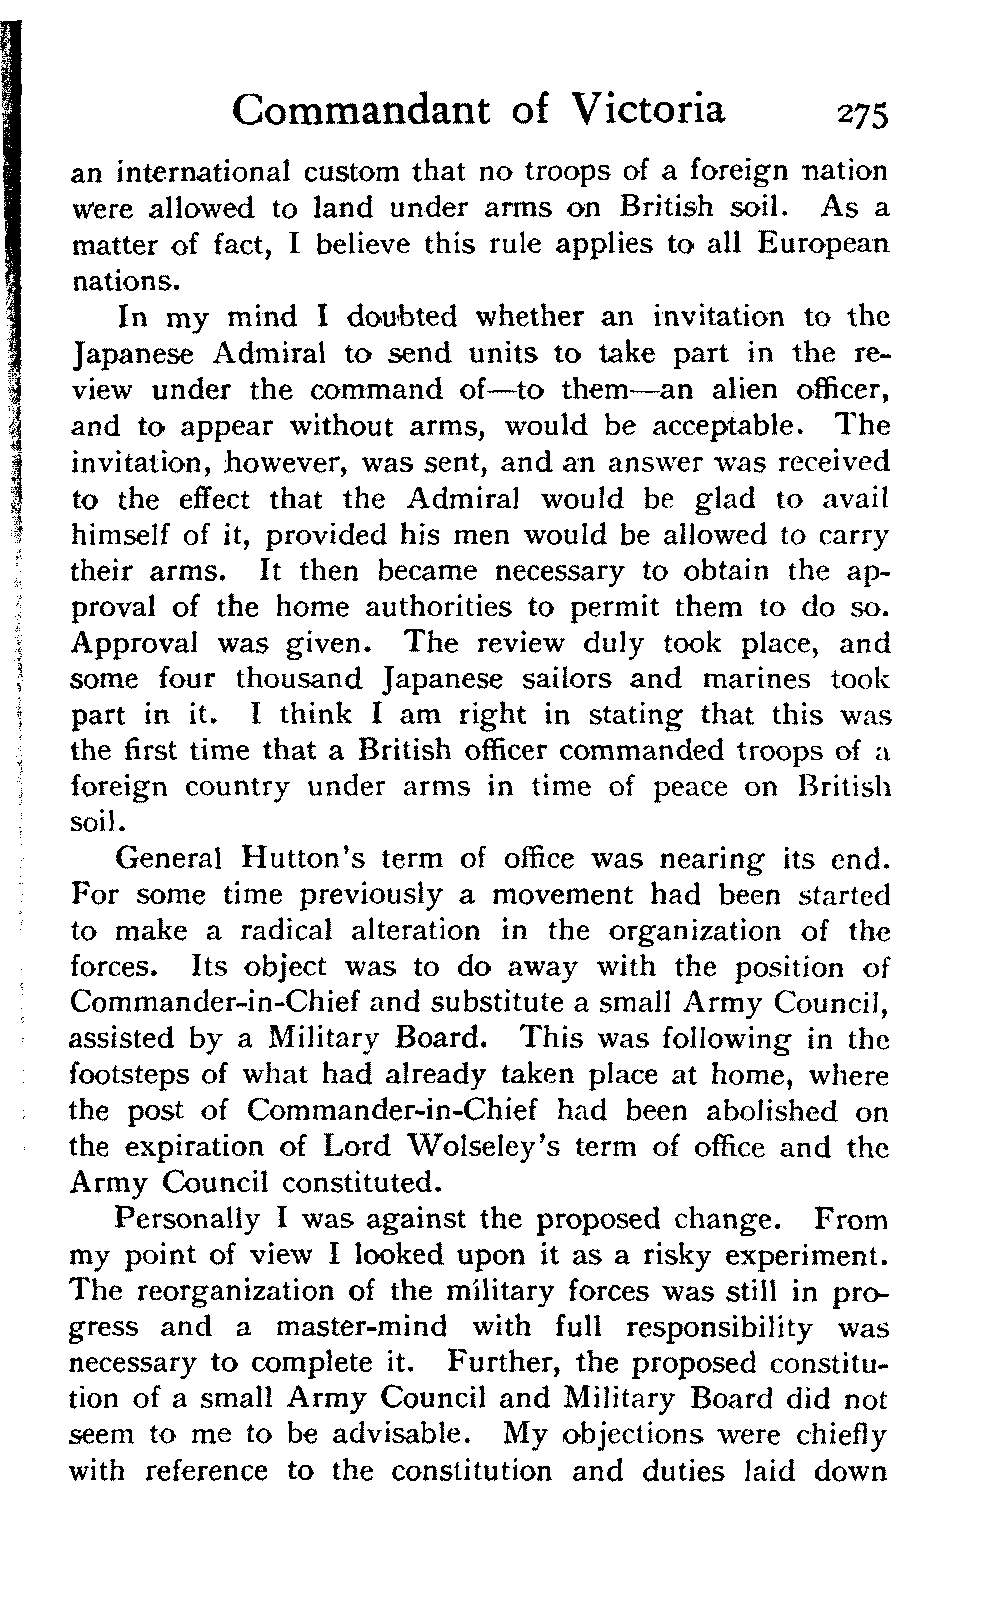 Commandant of Victoria 275
an international custom that no troops of a foreign nation
were allowed to land under arms on British soil. As a
matter of fact, I believe this rule applies to all European
nations.
In my mind I doubted whether an invitation to the
Japanese Admiral to send units to take part in the re-
view under the command of—to them—an alien officer,
and to appear without arms, would be acceptable. The
invitation, however, was sent, and an answer was received
to the effect that the Admiral would be glad to avail
himself of it, provided his men would be allowed to carry
their arms. It then became necessary to obtain the ap-
proval of the home authorities to permit them to do so.
Approval was given. The review duly took place, and
some four thousand Japanese sailors and marines took
part in it. I think I am right in stating that this was
the first time that a British officer commanded troops of a
foreign country under arms in time of peace on British
soil.
General Hutton's term of office was nearing its end.
For some time previously a movement had been started
to make a radical alteration in the organization of the
forces. Its object was to do away with the position of
Commander-in-Chief and substitute a small Army Council,
assisted by a Military Board. This was following in the
footsteps of what had already taken place at home, where
the post of Commander-in-Chief had been abolished on
the expiration of Lord Wolseley's term of office and the
Army Council constituted.
Personally I was against the proposed change. From
my point of view I looked upon it as a risky experiment.
The reorganization of the military forces was still in pro-
gress and a master-mind with full responsibility was
necessary to complete it. Further, the proposed constitu-
tion of a small Army Council and Military Board did not
seem to me to be advisable. My objections were chiefly
with reference to the constitution and duties laid down